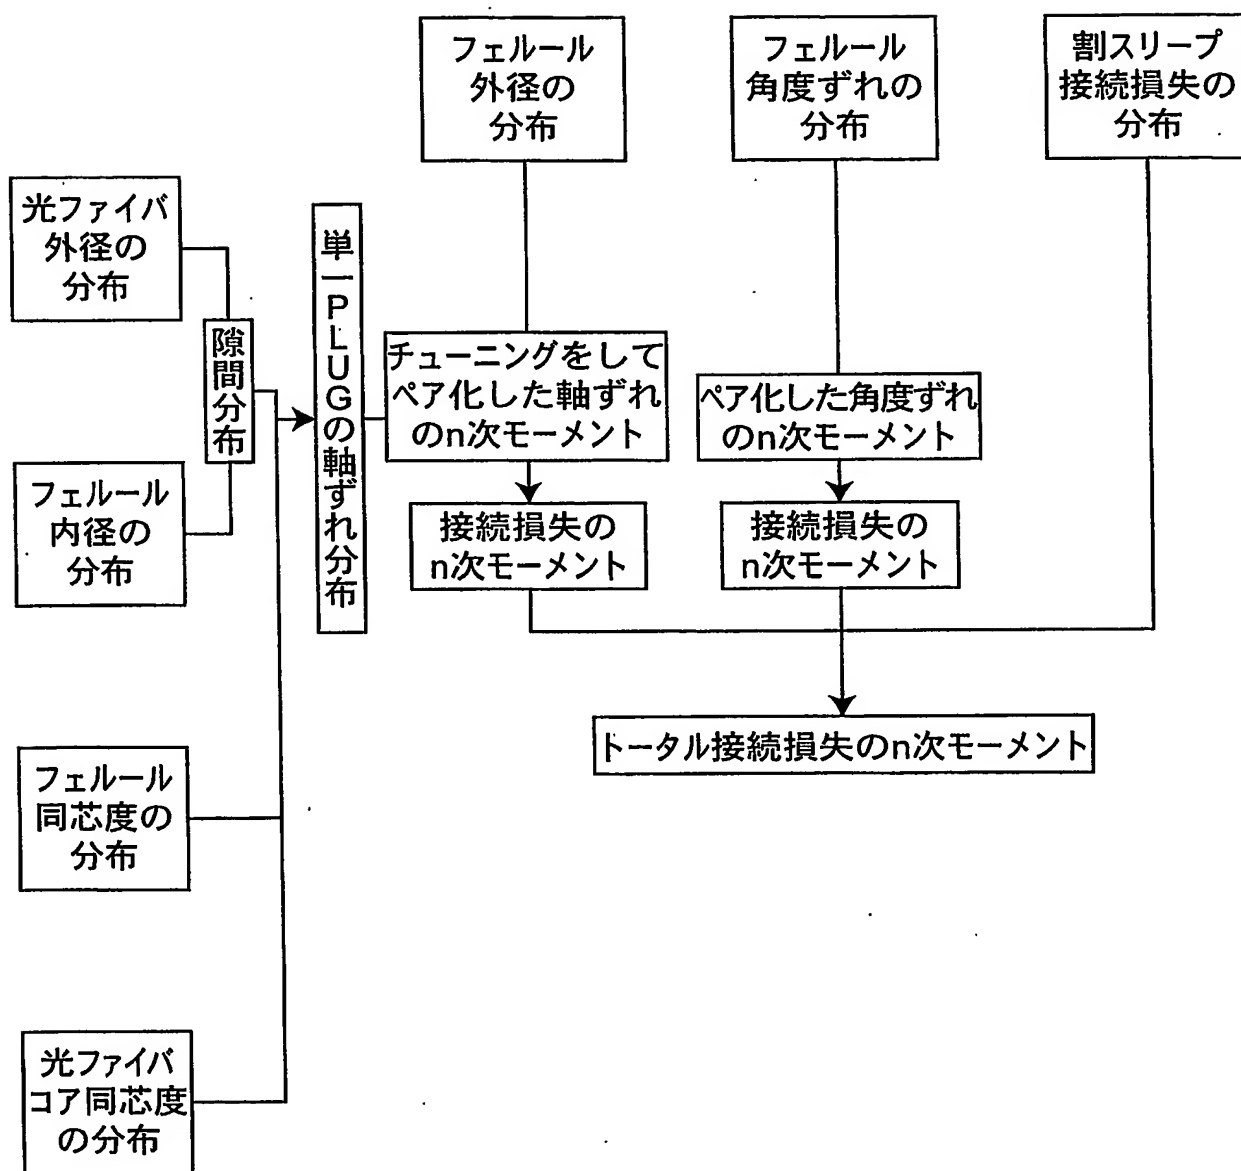 フェルール
外径の
分布
フェルール
角度ずれの
分布
割スリーブ
接続損失の
分布
光ファイバ
外径の
分布
隙間分布
単一PLUGの軸ずれ分布
チューニングをして
ペア化した軸ずれ
のn次モーメント
ペア化した角度ずれ
のn次モーメント
フェルール
内径の
分布
接続損失の
n次モーメント
接続損失の
n次モーメント
トータル接続損失のn次モーメント
フェルール
同芯度の
分布
光ファイバ
コア同芯度
の分布